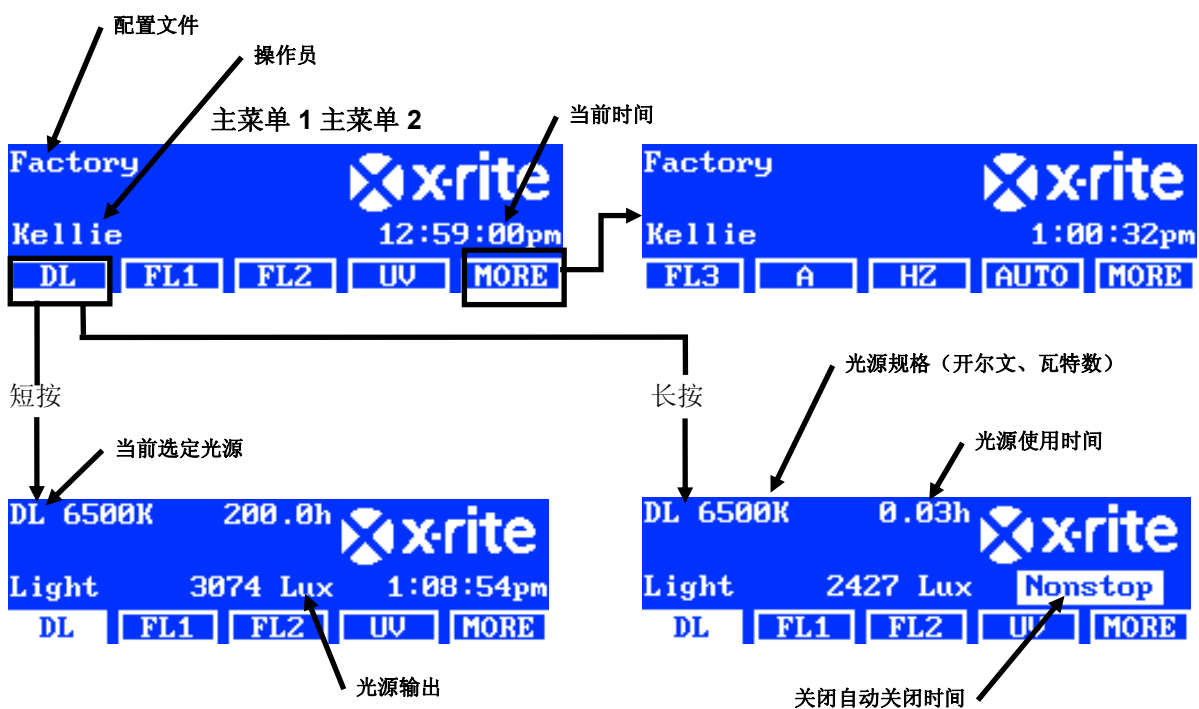 配置文件
操作员
主菜单 1 主菜单 2
当前时间
Factory
x·rite
Kellie
12:59:00pm
DL FL1 FL2 UV MORE
Factory
x·rite
Kellie
1:00:32pm
FL3 A HZ AUTO MORE
短按
长按
光源规格（开尔文、瓦特数）
当前选定光源
光源使用时间
DL 6500K 200.0h
x·rite
Light 3074 Lux 1:08:54pm
DL FL1 FL2 UV MORE
DL 6500K 0.03h
x·rite
Light 2427 Lux Nonstop
DL FL1 FL2 UV MORE
光源输出
关闭自动关闭时间